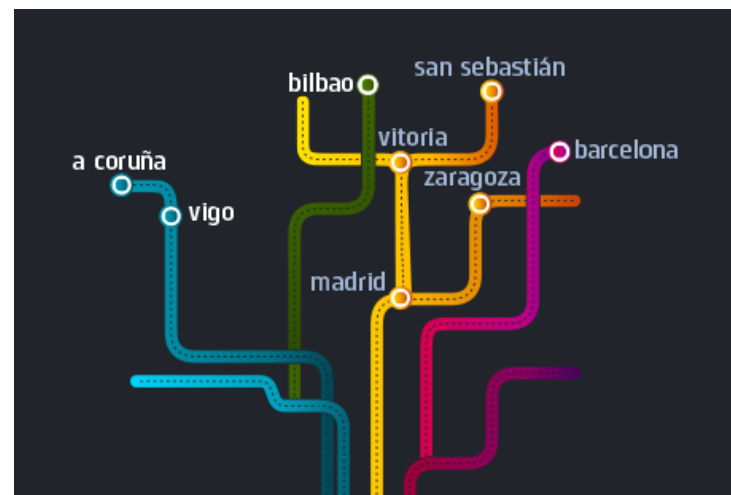 san sebastián
bilbao
vitoria
a coruña
barcelona
zaragoza
vigo
madrid